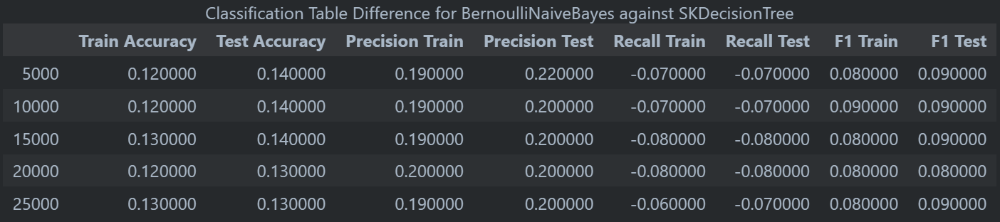 Classification Table Difference for BernoulliNaiveBayes against SKDecisionTree
Train Accuracy Test Accuracy Precision Train Precision Test Recall Train Recall Test F1 Train F1 Test
5000 0.120000 0.140000 0.190000 0.220000 -0.070000 -0.070000 0.080000 0.090000
10000 0.120000 0.140000 0.190000 0.200000 -0.070000 -0.070000 0.090000 0.090000
15000 0.130000 0.140000 0.190000 0.200000 -0.080000 -0.080000 0.080000 0.090000
20000 0.120000 0.130000 0.200000 0.200000 -0.080000 -0.080000 0.080000 0.080000
25000 0.130000 0.130000 0.190000 0.200000 -0.060000 -0.070000 0.080000 0.090000